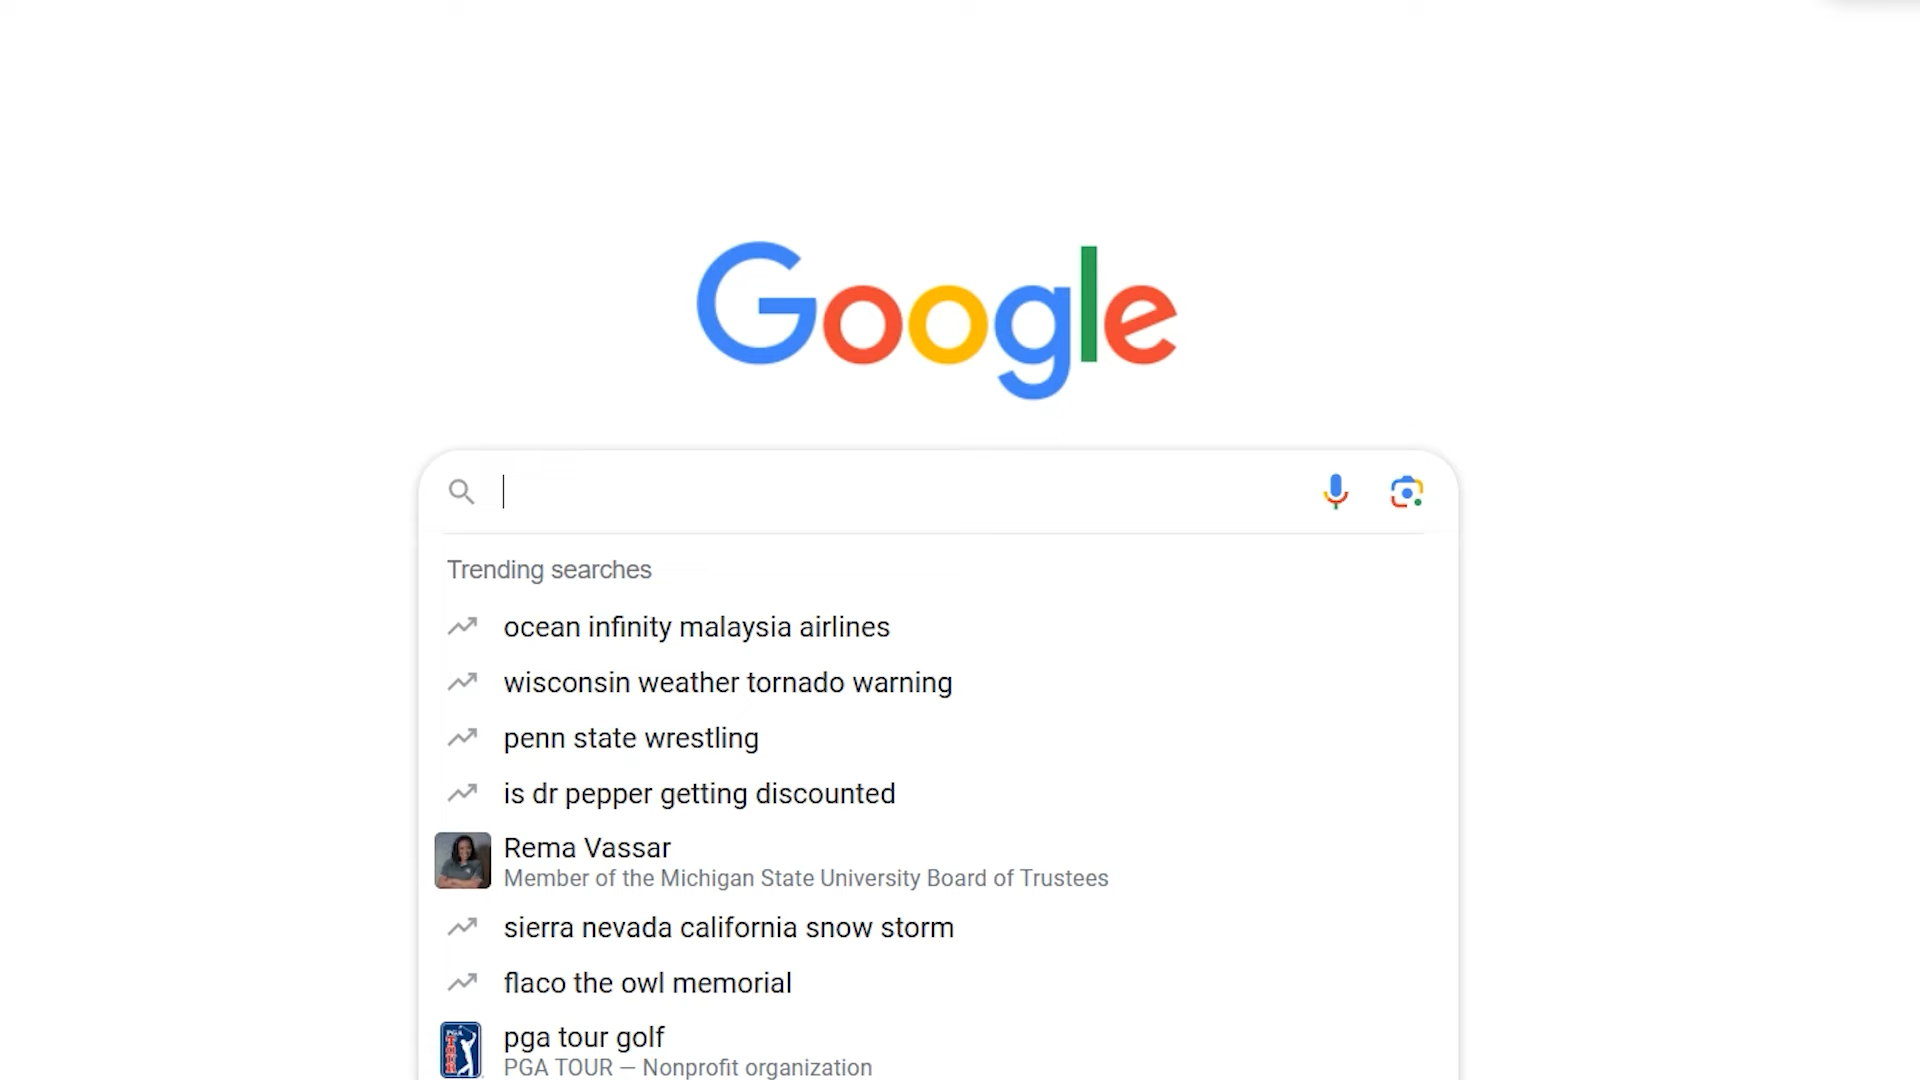 Google
Trending searches
ocean infinity malaysia airlines
wisconsin weather tornado warning
penn state wrestling
is dr pepper getting discounted
Rema Vassar
Member of the Michigan State University Board of Trustees
sierra nevada california snow storm
flaco the owl memorial
PGA TOUR
pga tour golf
PGA TOUR — Nonprofit organization